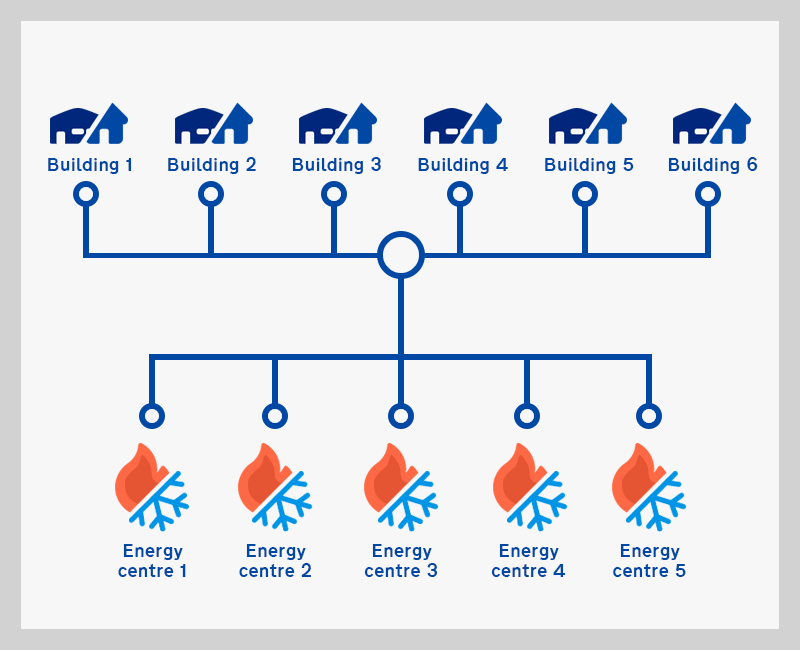 Building 1
Building 2
Building 3
Building 4
Building 5
Building 6
Energy
centre 1
Energy
centre 2
Energy
centre 3
Energy
centre 4
Energy
centre 5